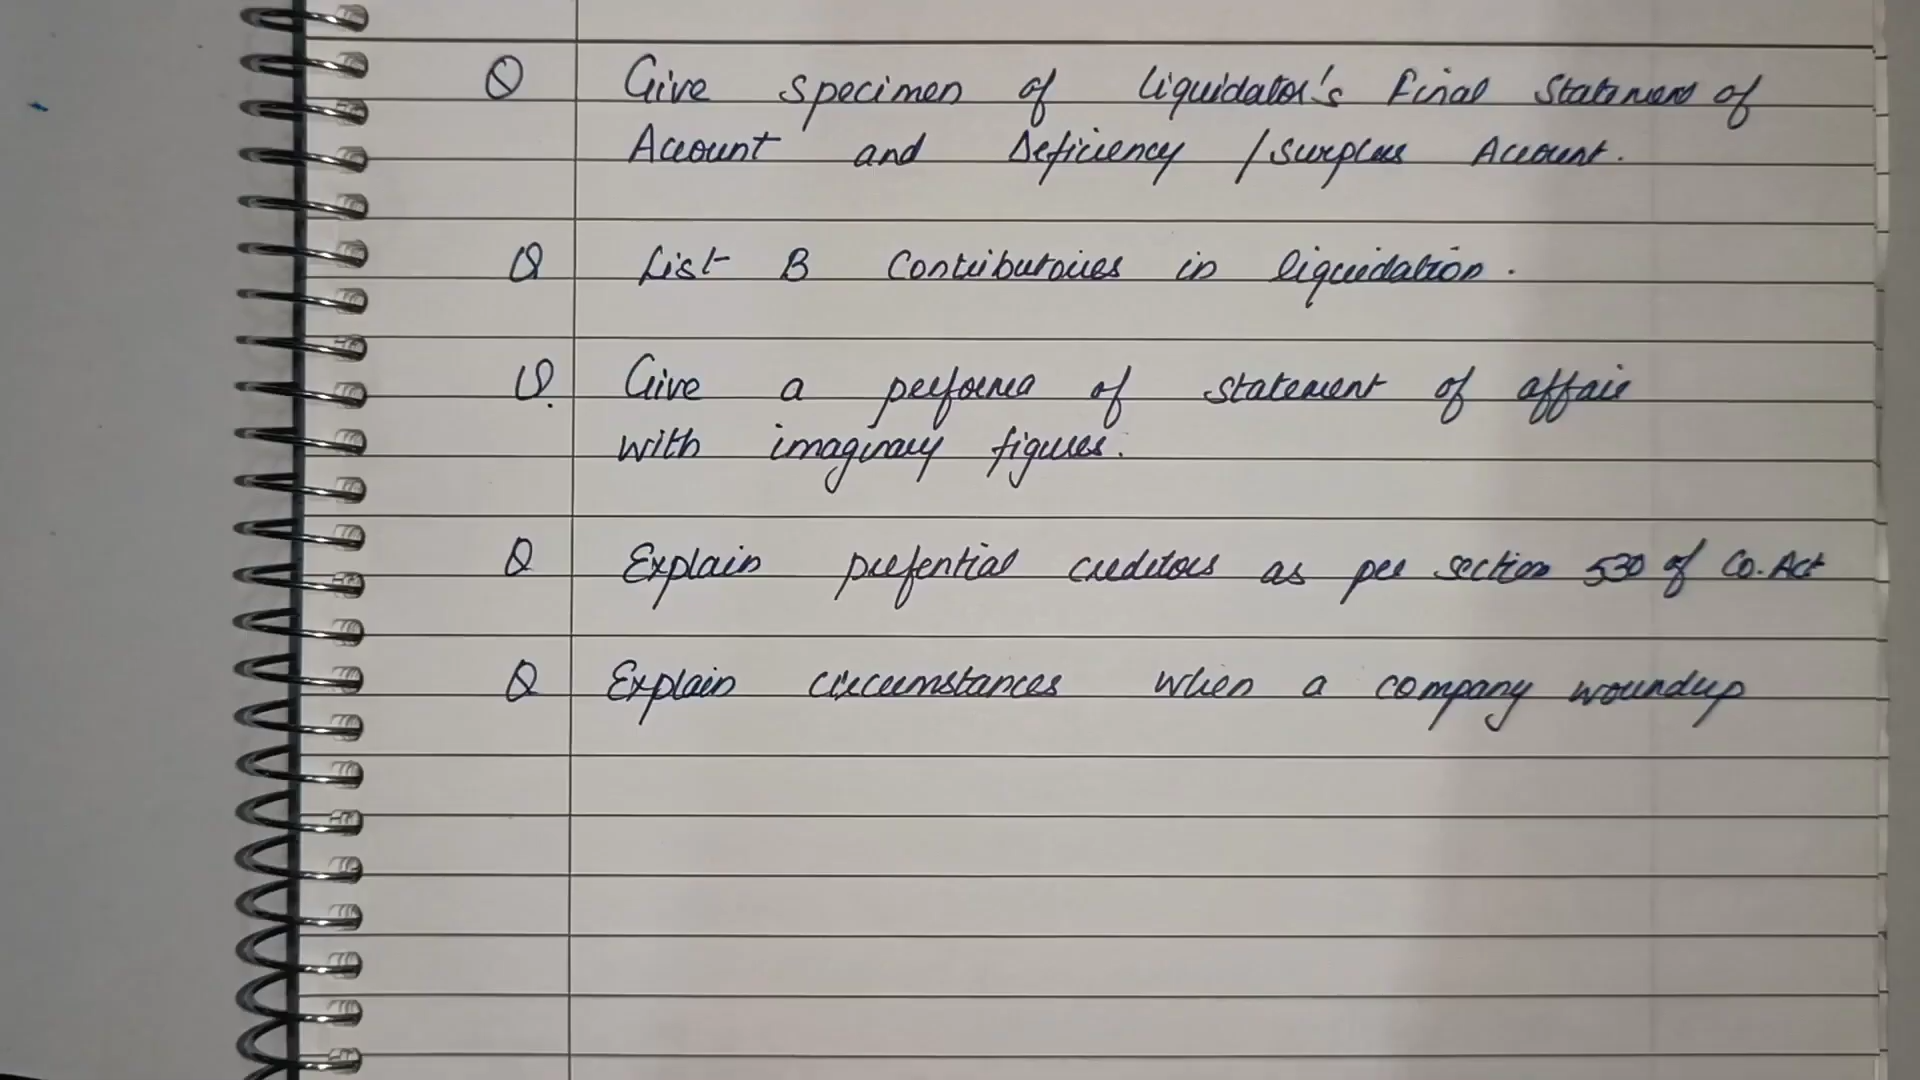 Q Give specimen of liquidator's Final Statement of
Account and Deficiency / Surplus Account.
Q List B Contributories in liquidation.
Q. Give a performa of statement of affair
with imaginary figures.
Q Explain prefential creditors as per section 530 of Co. Act
Q Explain circumstances when a company woundup